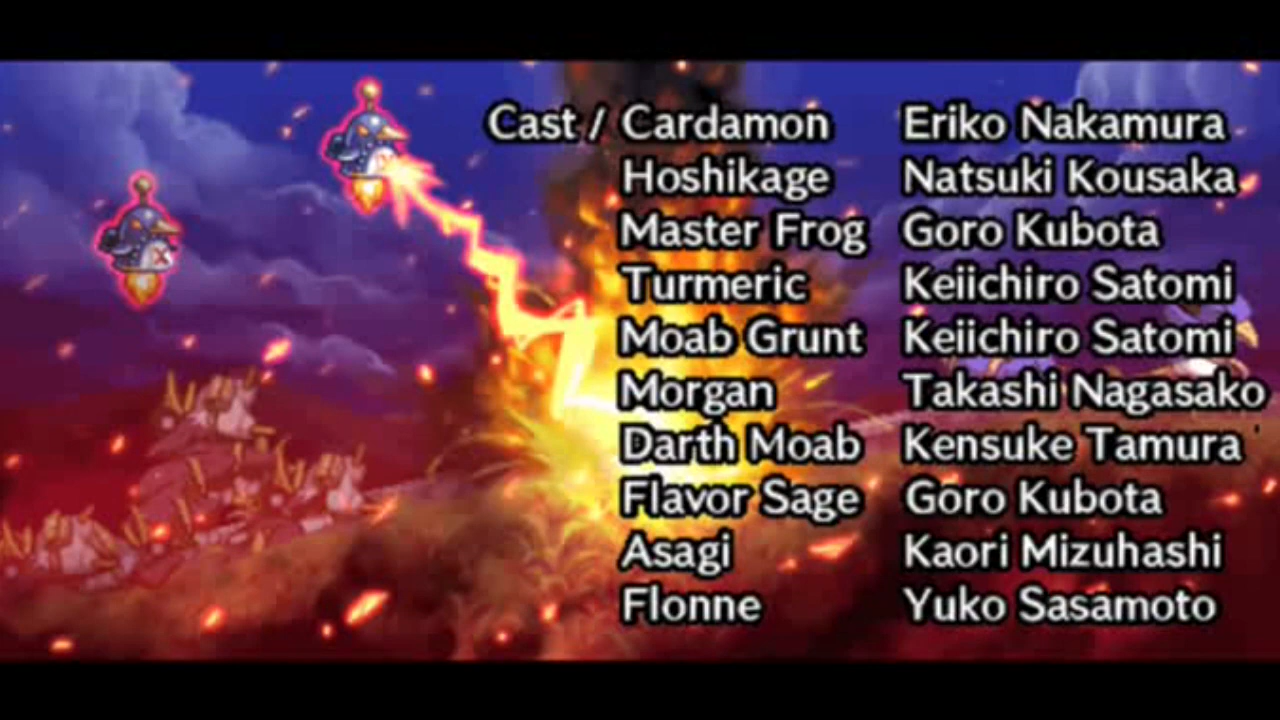 Cast / Cardamon Eriko Nakamura
Hoshikage Natsuki Kousaka
Master Frog Goro Kubota
Turmeric Keiichiro Satomi
Moab Grunt Keiichiro Satomi
Morgan Takashi Nagasako
Darth Moab Kensuke Tamura
Flavor Sage Goro Kubota
Asagi Kaori Mizuhashi
Flonne Yuko Sasamoto